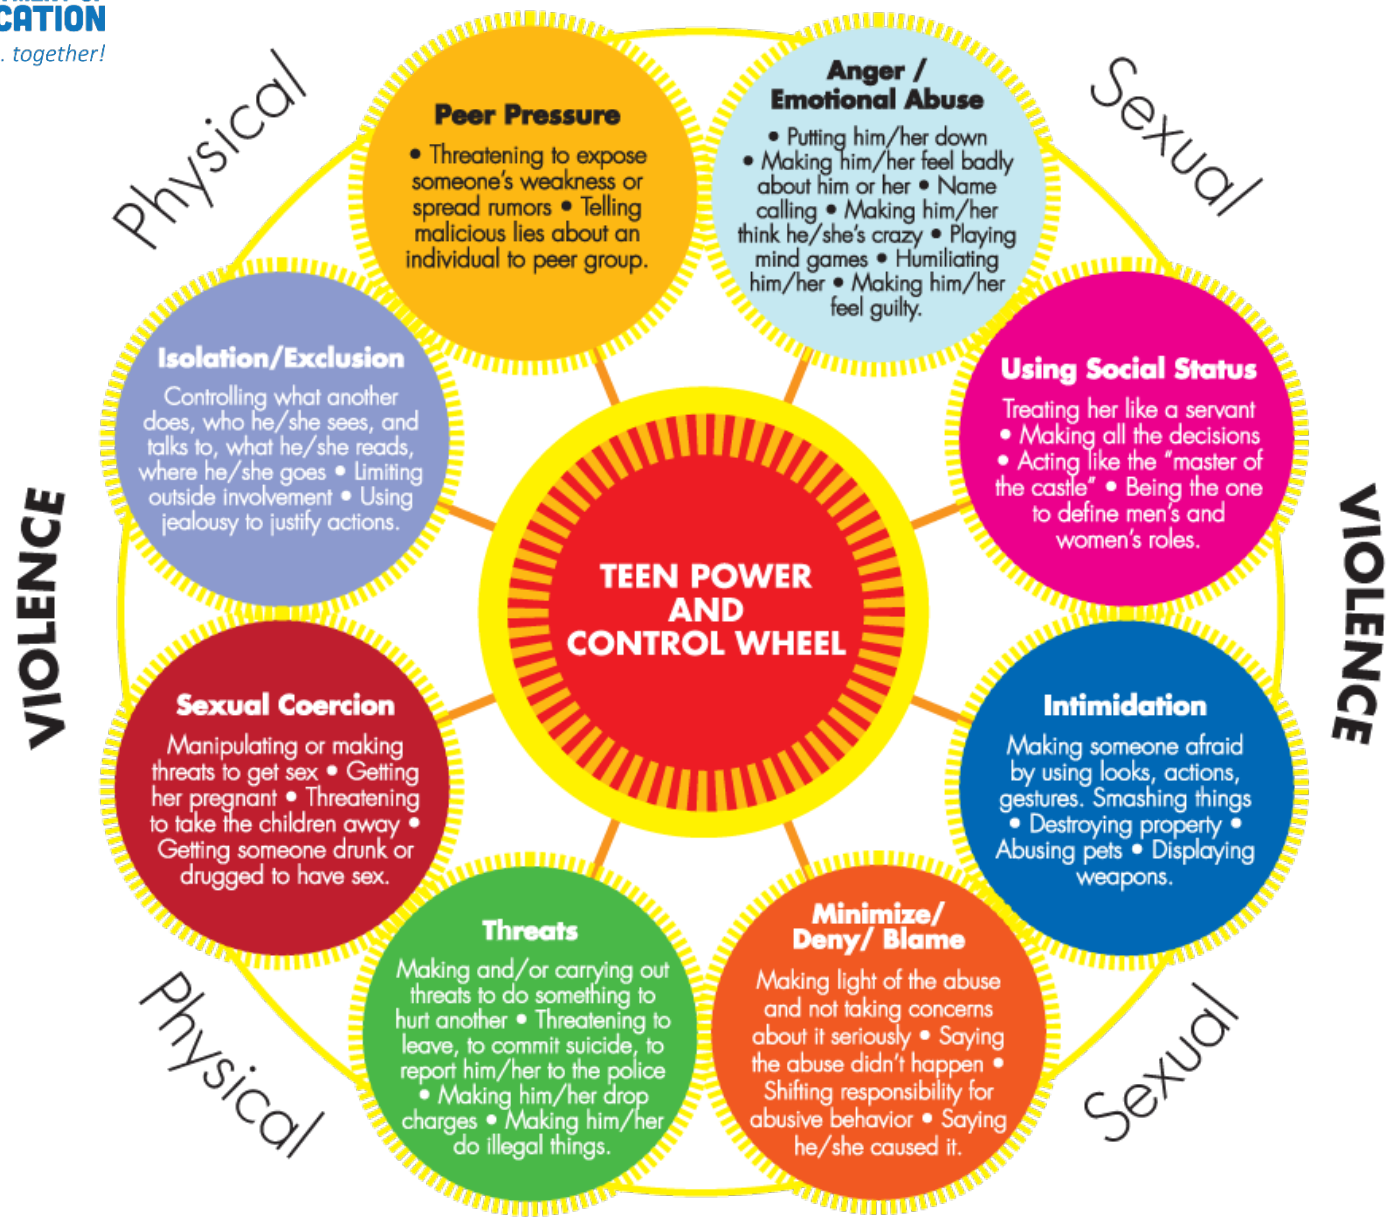 CATION
together!
Physical
Sexual
VIOLENCE
VIOLENCE
Physical
Sexual
Peer Pressure
• Threatening to expose
someone's weakness or
spread rumors • Telling
malicious lies about an
individual to peer group.
Anger /
Emotional Abuse
• Putting him/her down
• Making him/her feel badly
about him or her • Name
calling • Making him/her
think he/she's crazy • Playing
mind games • Humiliating
him/her • Making him/her
feel guilty.
Isolation/Exclusion
Controlling what another
does, who he/she sees, and
talks to, what he/she reads,
where he/she goes • Limiting
outside involvement • Using
jealousy to justify actions.
Using Social Status
Treating her like a servant
• Making all the decisions
• Acting like the "master of
the castle" • Being the one
to define men's and
women's roles.
TEEN POWER
AND
CONTROL WHEEL
Sexual Coercion
Manipulating or making
threats to get sex • Getting
her pregnant • Threatening
to take the children away •
Getting someone drunk or
drugged to have sex.
Intimidation
Making someone afraid
by using looks, actions,
gestures. Smashing things
• Destroying property •
Abusing pets • Displaying
weapons.
Threats
Making and/or carrying out
threats to do something to
hurt another • Threatening to
leave, to commit suicide, to
report him/her to the police
• Making him/her drop
charges • Making him/her
do illegal things.
Minimize/
Deny/ Blame
Making light of the abuse
and not taking concerns
about it seriously • Saying
the abuse didn't happen •
Shifting responsibility for
abusive behavior • Saying
he/she caused it.